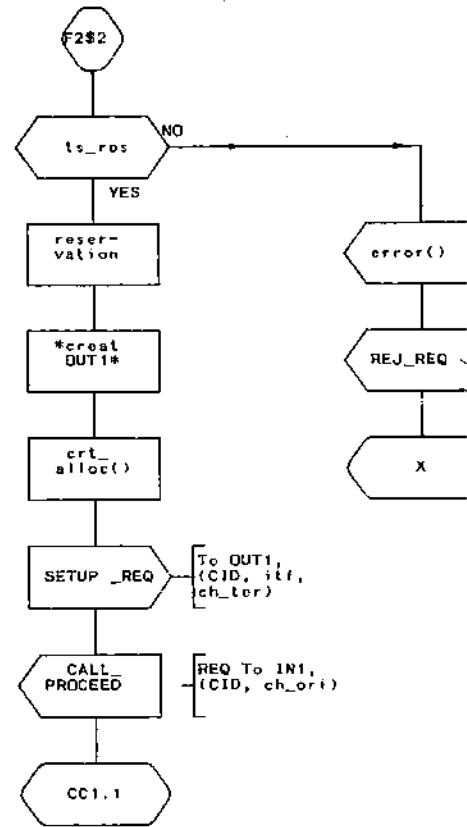 F2$2
NO
ts_rps
YES
reser-
vation
error()
*creat
OUT1*
REJ_REQ
crt_
alloc()
X
SETUP _REQ
To OUT1,
(CID, itf,
ch_ter)
CALL_
PROCEED
REQ To IN1,
(CID, ch_ori)
CC1.1